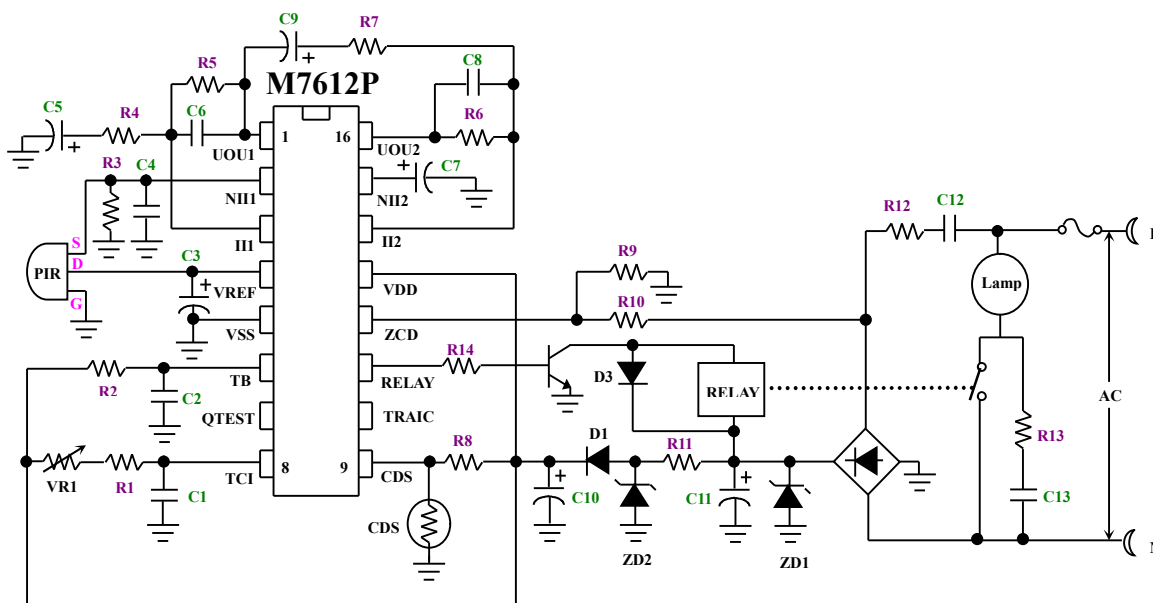 C9
R7
R5
C8
M7612P
C5
R4
C6
R6
1
16
UOU1
UOU2
R3
C4
C7
NII1
NII2
R12
C12
S
II1
II2
D
C3
R9
PIR
VREF
VDD
Lamp
G
R10
VSS
ZCD
R14
R2
TB
RELAY
D3
RELAY
C2
AC
QTEST
TRAIC
D1
R13
R8
R11
VR1
R1
8
9
TCI
CDS
C1
C10
C11
C13
CDS
ZD2
ZD1